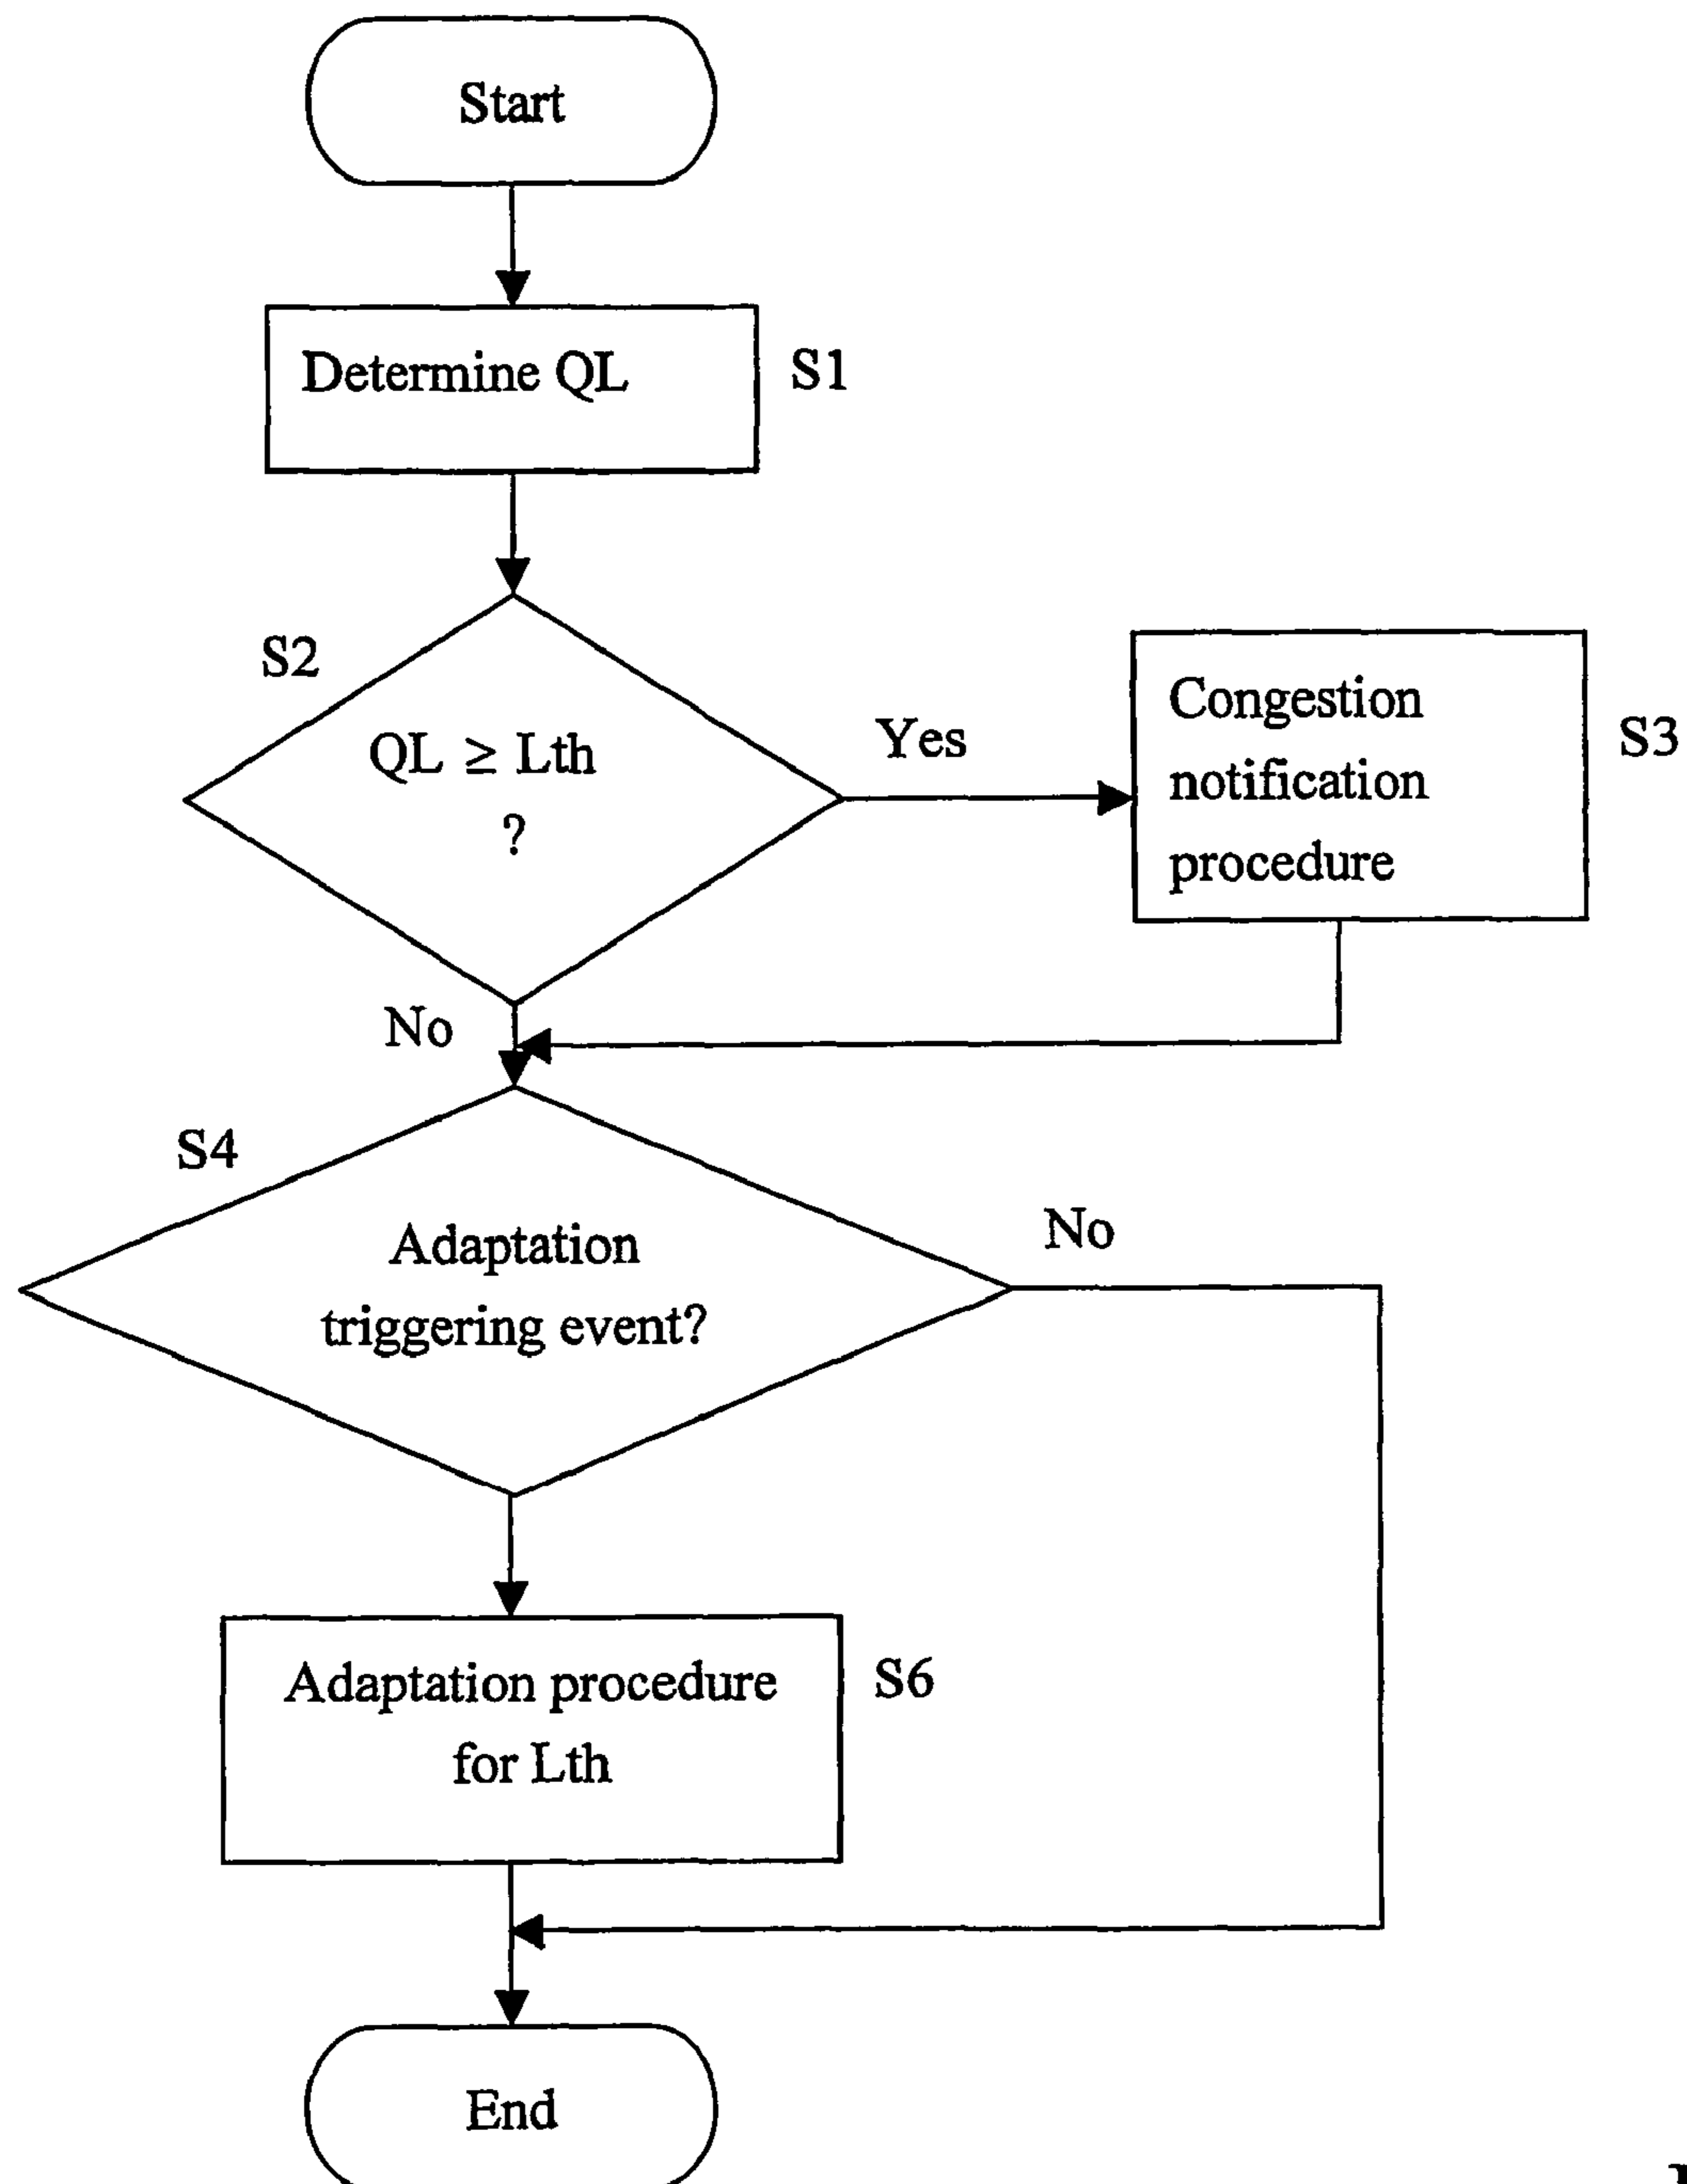 Start
Determine QL
S1
S2
QL ≥ Lth
?
Yes
Congestion
notification
procedure
S3
No
S4
Adaptation
triggering event?
No
Adaptation procedure
for Lth
S6
End